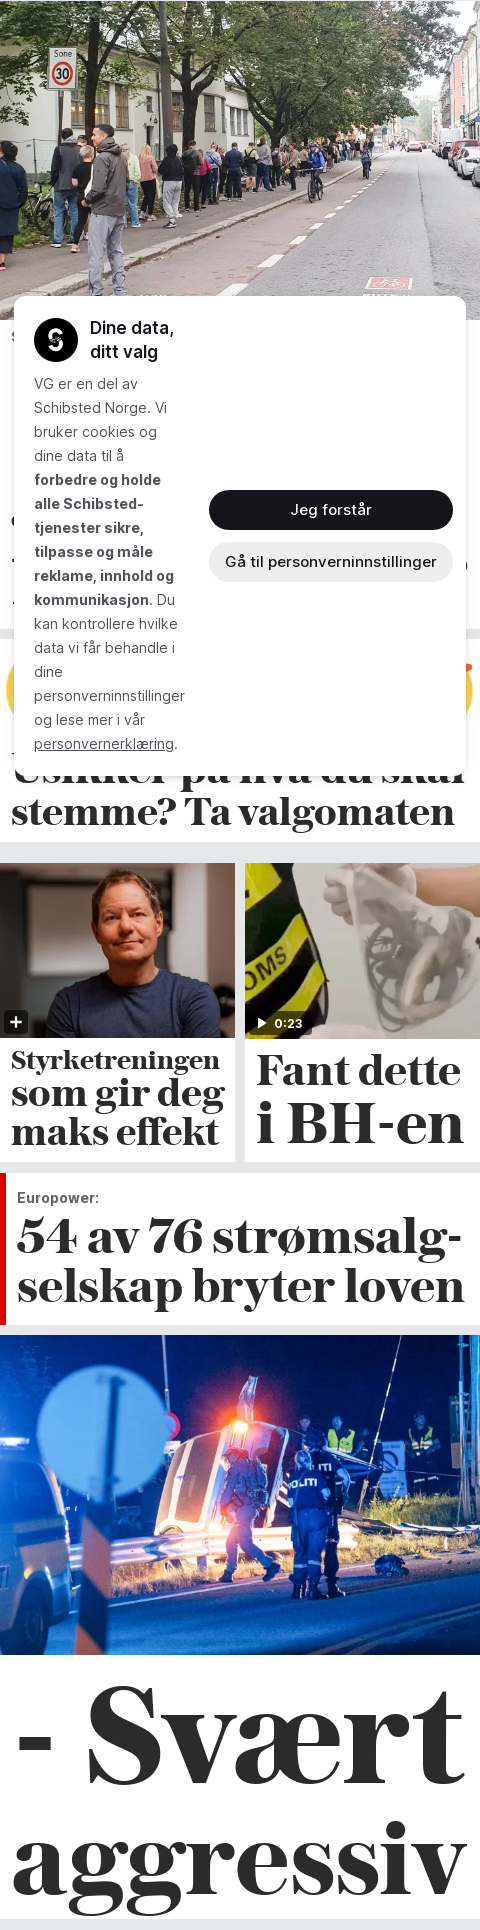 Sone
30
Dine data,
ditt valg
VG er en del av
Schibsted Norge. Vi
bruker cookies og
dine data til å
forbedre og holde
alle Schibsted-
tjenester sikre,
tilpasse og måle
reklame, innhold og
kommunikasjon. Du
kan kontrollere hvilke
data vi får behandle i
dine
personverninnstillinger
og lese mer i vår
personvernerklæring.
Jeg forstår
Gå til personverninnstillinger
Usikker på hva du skal
stemme? Ta valgomaten
OMS
0:23
Styrketreningen
som gir deg
maks effekt
Fant dette
i BH-en
Europower:
54 av 76 strømsalg-
selskap bryter loven
POLITI
- Svært
aggressiv